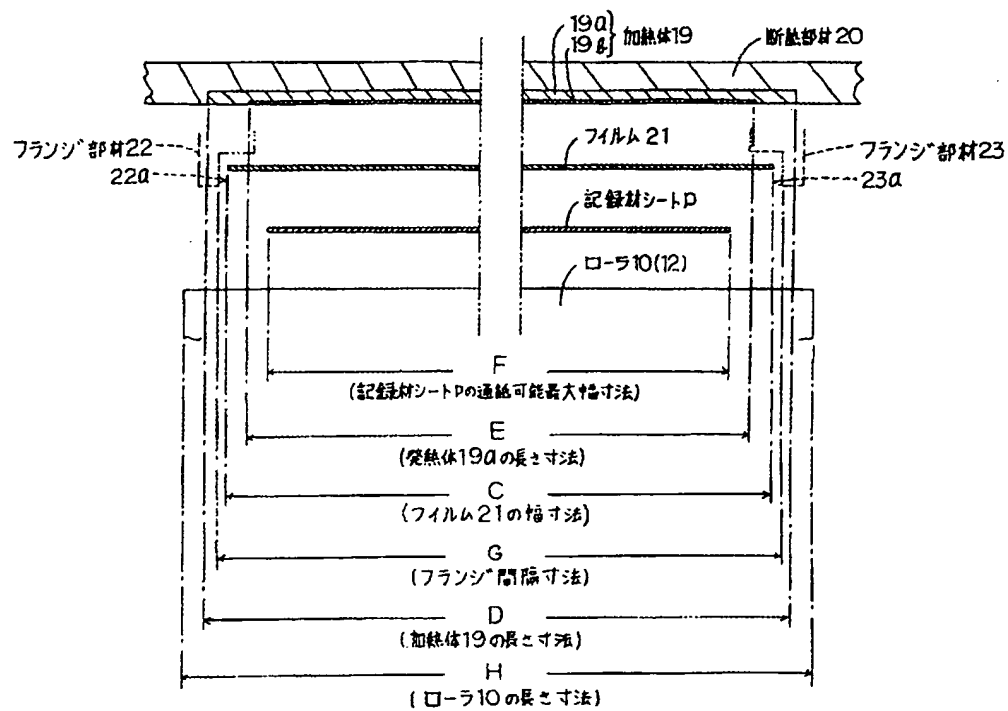 19a
19b
加熱体19
断熱部材20
フランジ部材22
22a
フイルム21
フランジ部材23
23a
記録材シートP
ローラ10(12)
F
(記録材シートPの通紙可能最大幅寸法)
E
(発熱体19aの長さ寸法)
C
(フイルム21の幅寸法)
G
(フランジ間隔寸法)
D
(加熱体19の長さ寸法)
H
(ローラ10の長さ寸法)